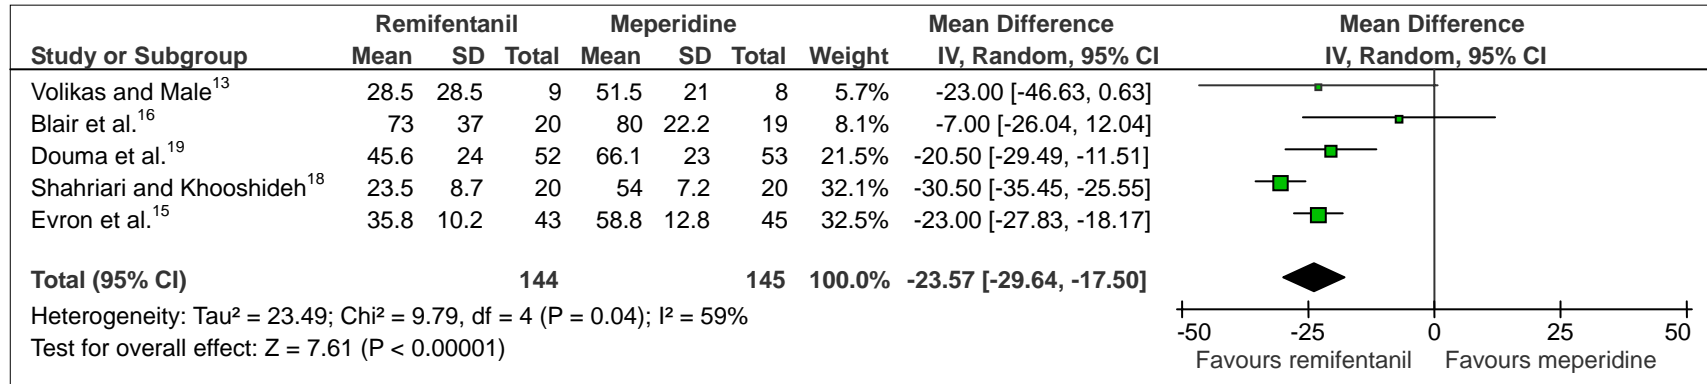 Remifentanil Meperidine Mean Difference Mean Difference
Study or Subgroup Mean SD Total Mean SD Total Weight IV, Random, 95% CI IV, Random, 95% CI
Volikas and Male13 28.5 28.5 9 51.5 21 8 5.7% -23.00 [-46.63, 0.63]
Blair et al.16 73 37 20 80 22.2 19 8.1% -7.00 [-26.04, 12.04]
Douma et al.19 45.6 24 52 66.1 23 53 21.5% -20.50 [-29.49, -11.51]
Shahriari and Khooshideh18 23.5 8.7 20 54 7.2 20 32.1% -30.50 [-35.45, -25.55]
Evron et al.15 35.8 10.2 43 58.8 12.8 45 32.5% -23.00 [-27.83, -18.17]
Total (95% CI) 144 145 100.0% -23.57 [-29.64, -17.50]
Heterogeneity: Tau² = 23.49; Chi² = 9.79, df = 4 (P = 0.04); I² = 59%
Test for overall effect: Z = 7.61 (P < 0.00001)
-50 -25 0 25 50
Favours remifentanil Favours meperidine